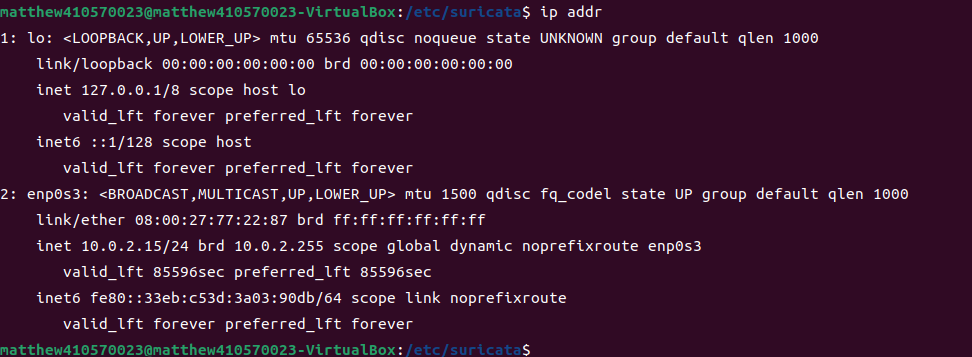 matthew410570023@matthew410570023-VirtualBox:/etc/suricata$ ip addr
1: lo: <LOOPBACK,UP,LOWER_UP> mtu 65536 qdisc noqueue state UNKNOWN group default qlen 1000
    link/loopback 00:00:00:00:00:00 brd 00:00:00:00:00:00
    inet 127.0.0.1/8 scope host lo
       valid_lft forever preferred_lft forever
    inet6 ::1/128 scope host
       valid_lft forever preferred_lft forever
2: enp0s3: <BROADCAST,MULTICAST,UP,LOWER_UP> mtu 1500 qdisc fq_codel state UP group default qlen 1000
    link/ether 08:00:27:77:22:87 brd ff:ff:ff:ff:ff:ff
    inet 10.0.2.15/24 brd 10.0.2.255 scope global dynamic noprefixroute enp0s3
       valid_lft 85596sec preferred_lft 85596sec
    inet6 fe80::33eb:c53d:3a03:90db/64 scope link noprefixroute
       valid_lft forever preferred_lft forever
matthew410570023@matthew410570023-VirtualBox:/etc/suricata$